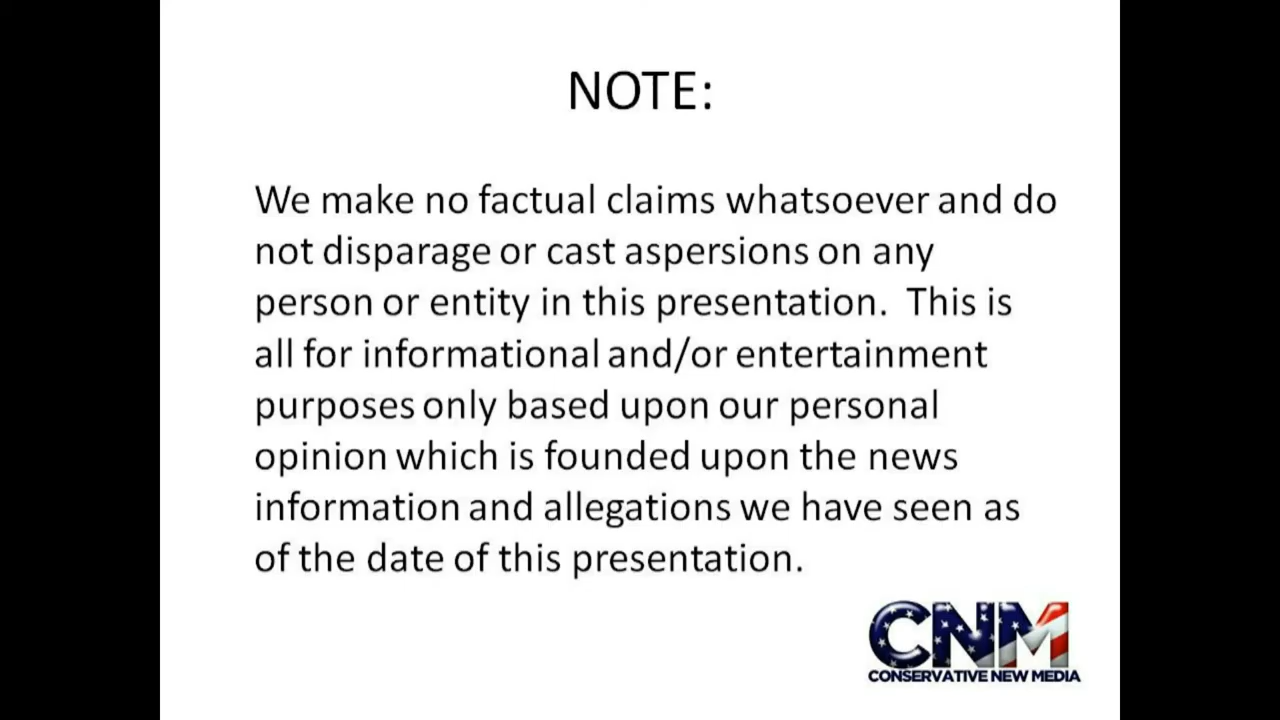 NOTE:
We make no factual claims whatsoever and do
not disparage or cast aspersions on any
person or entity in this presentation.  This is
all for informational and/or entertainment
purposes only based upon our personal
opinion which is founded upon the news
information and allegations we have seen as
of the date of this presentation.
CNM
CONSERVATIVE NEW MEDIA